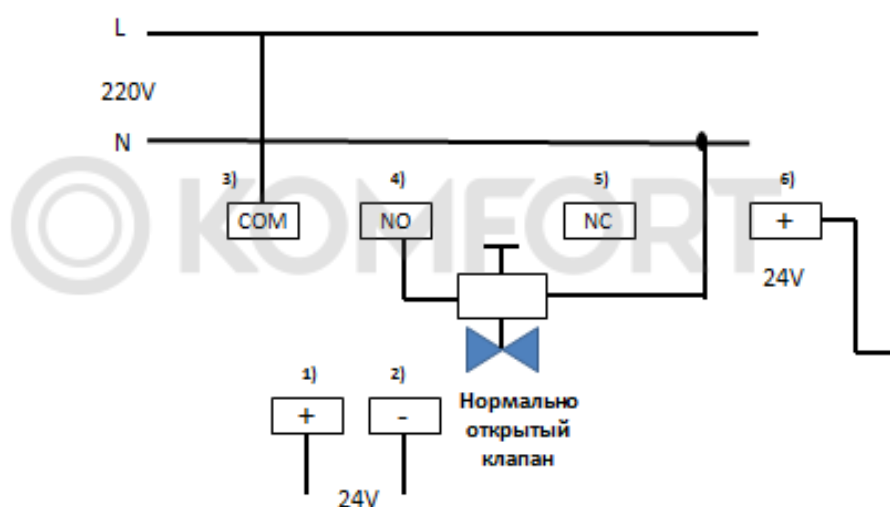 L
220V
N
3) 4) 5) 6)
COM NO NC +
KOMFORT
24V
1) 2)
+ -
Нормально
открытый
клапан
24V